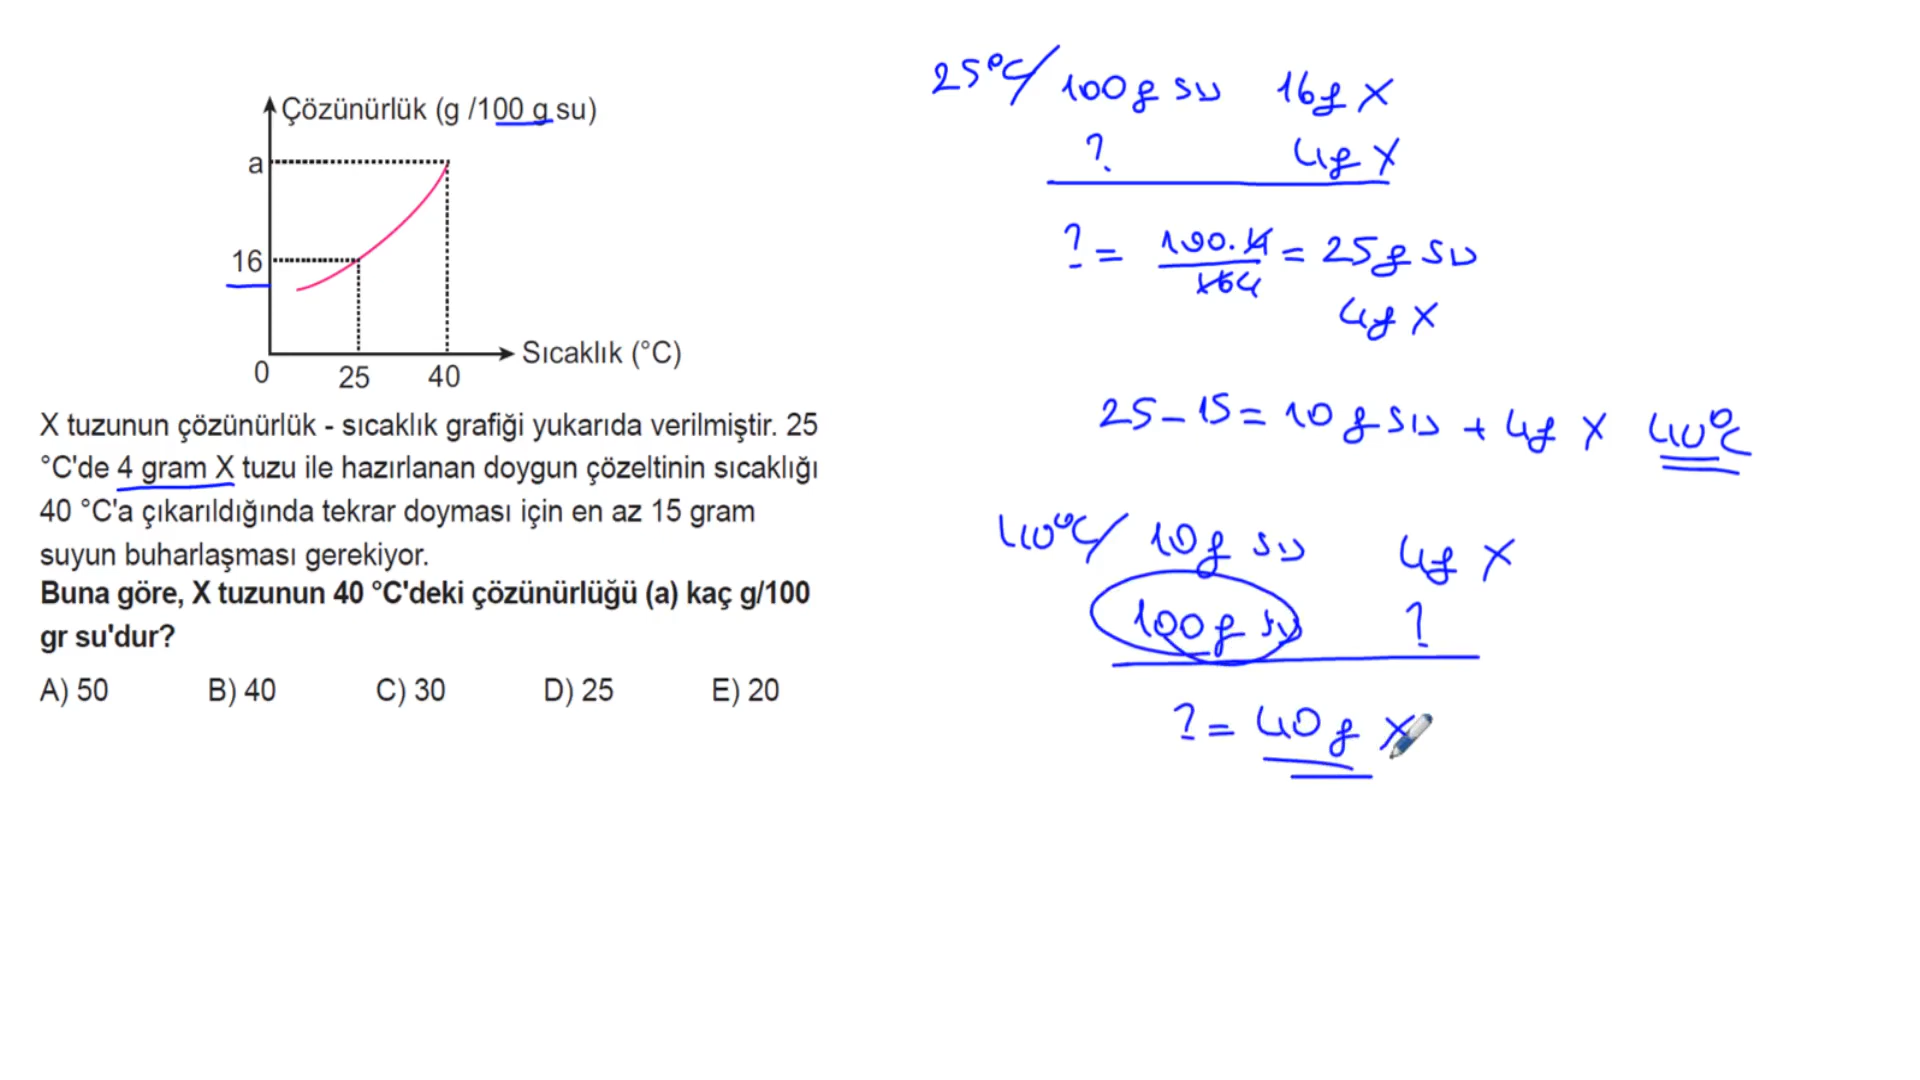 Çözünürlük (g /100 g su)
a
16
0
25
40
Sıcaklık (°C)
X tuzunun çözünürlük - sıcaklık grafiği yukarıda verilmiştir. 25
°C'de 4 gram X tuzu ile hazırlanan doygun çözeltinin sıcaklığı
40 °C'a çıkarıldığında tekrar doyması için en az 15 gram
suyun buharlaşması gerekiyor.
Buna göre, X tuzunun 40 °C'deki çözünürlüğü (a) kaç g/100
gr su'dur?
A) 50 B) 40 C) 30 D) 25 E) 20
25°C/ 100g su 16g X
? 4g X
? = 100.4/16 4 = 25g su
4g X
25-15 = 10g su + 4g X 40°C
40°C/ 10g su 4g X
100g su ?
? = 40g X